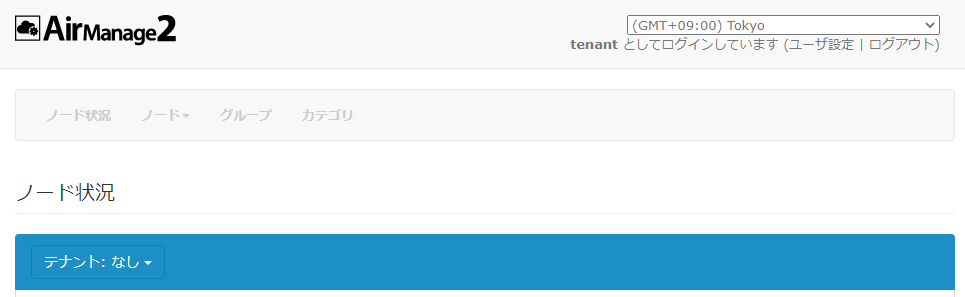 AirManage2
(GMT+09:00) Tokyo
tenant としてログインしています (ユーザ設定 | ログアウト)
ノード状況 ノード グループ カテゴリ
ノード状況
テナント: なし